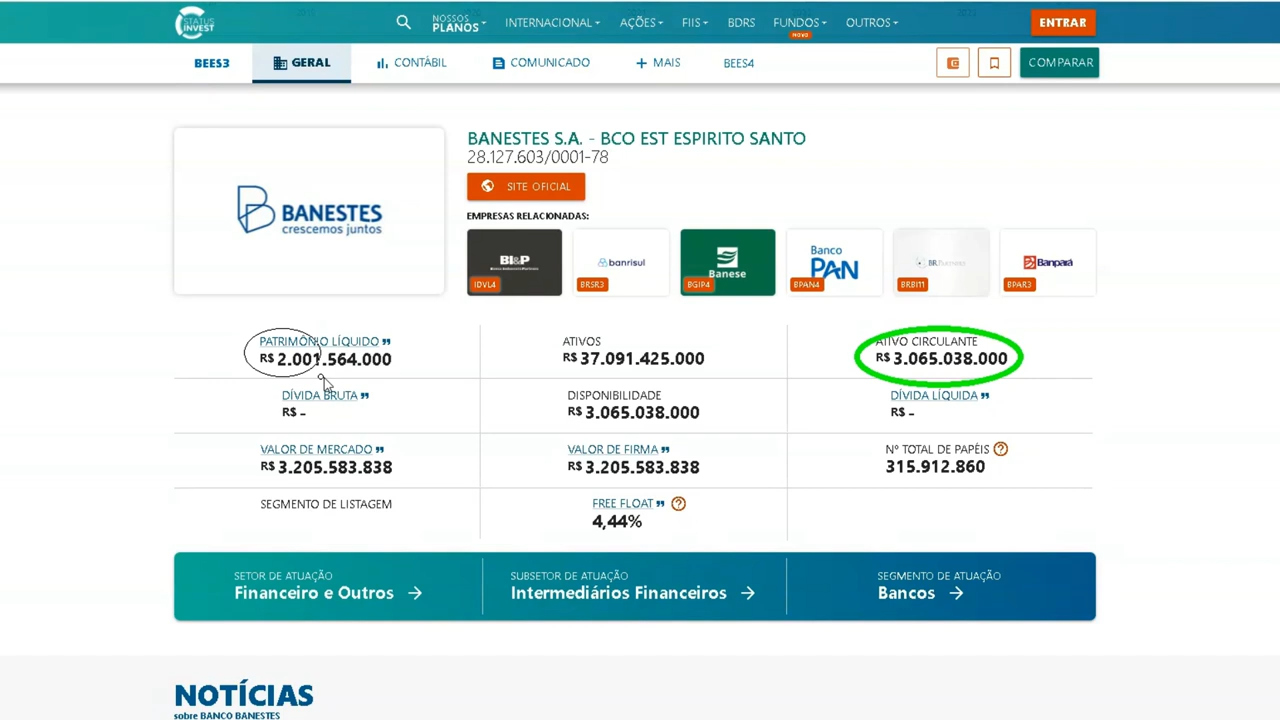 STATUS
INVEST
NOSSOS
PLANOS
INTERNACIONAL
AÇÕES
FIIS
BDRS
FUNDOS
NOVO
OUTROS
ENTRAR
BEES3
GERAL
CONTÁBIL
COMUNICADO
MAIS
BEES4
COMPARAR
BANESTES
crescemos juntos
BANESTES S.A. - BCO EST ESPIRITO SANTO
28.127.603/0001-78
SITE OFICIAL
EMPRESAS RELACIONADAS:
BI&P
IDVL4
banrisul
BRSR3
Banese
BGIP4
Banco
PAN
BPAN4
BRBI11
Banpará
BPAR3
PATRIMÔNIO LÍQUIDO
R$ 2.001.564.000
ATIVOS
R$ 37.091.425.000
ATIVO CIRCULANTE
R$ 3.065.038.000
DÍVIDA BRUTA
R$ -
DISPONIBILIDADE
R$ 3.065.038.000
DÍVIDA LÍQUIDA
R$ -
VALOR DE MERCADO
R$ 3.205.583.838
VALOR DE FIRMA
R$ 3.205.583.838
Nº TOTAL DE PAPÉIS
315.912.860
SEGMENTO DE LISTAGEM
FREE FLOAT
4,44%
SETOR DE ATUAÇÃO
Financeiro e Outros
SUBSETOR DE ATUAÇÃO
Intermediários Financeiros
SEGMENTO DE ATUAÇÃO
Bancos
NOTÍCIAS
sobre BANCO BANESTES